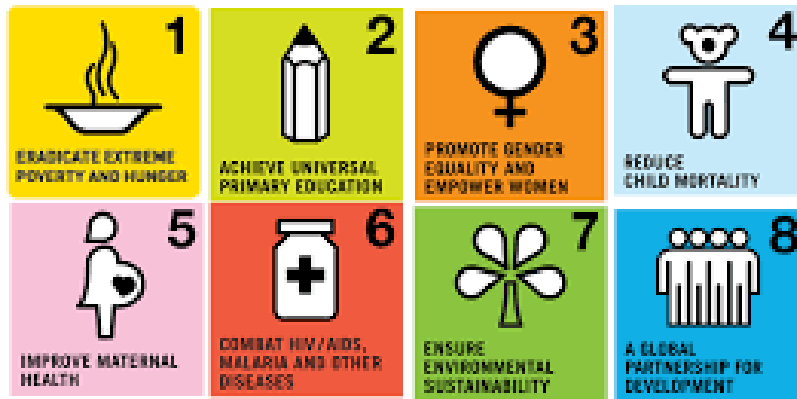 1
ERADICATE EXTREME
POVERTY AND HUNGER
2
ACHIEVE UNIVERSAL
PRIMARY EDUCATION
3
PROMOTE GENDER
EQUALITY AND
EMPOWER WOMEN
4
REDUCE
CHILD MORTALITY
5
IMPROVE MATERNAL
HEALTH
6
COMBAT HIV/AIDS,
MALARIA AND OTHER
DISEASES
7
ENSURE
ENVIRONMENTAL
SUSTAINABILITY
8
A GLOBAL
PARTNERSHIP FOR
DEVELOPMENT